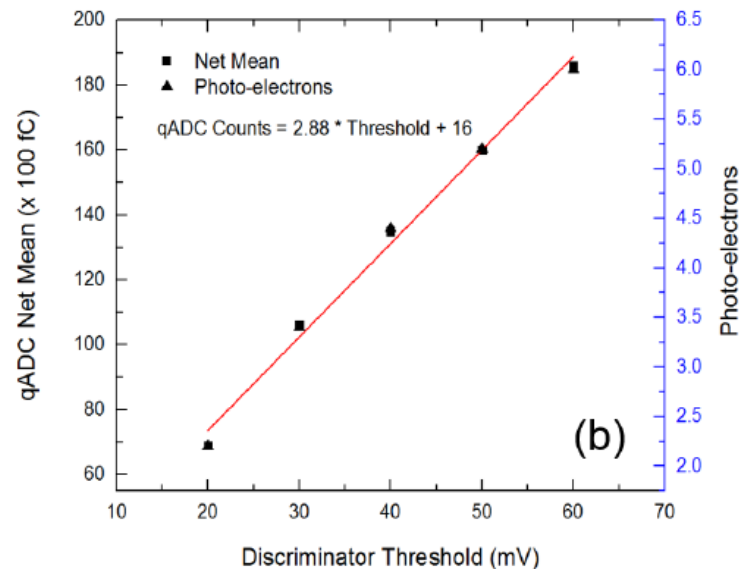 200
180
160
140
120
100
80
60
qADC Net Mean (x 100 fC)
Net Mean
Photo-electrons
qADC Counts = 2.88 * Threshold + 16
(b)
6.5
6.0
5.5
5.0
4.5
4.0
3.5
3.0
2.5
2.0
Photo-electrons
10 20 30 40 50 60 70
Discriminator Threshold (mV)